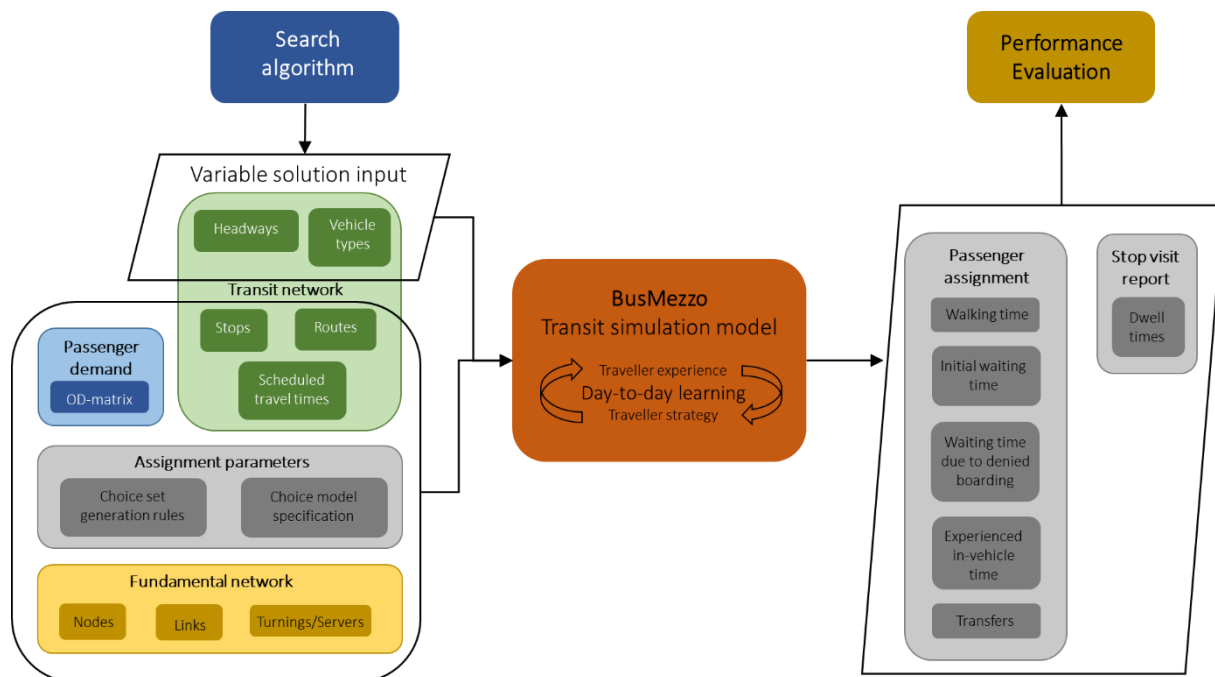 Search
algorithm
Performance
Evaluation
Variable solution input
Headways
Vehicle
types
Transit network
Stops
Routes
Scheduled
travel times
Passenger
demand
OD-matrix
Assignment parameters
Choice set
generation rules
Choice model
specification
Fundamental network
Nodes
Links
Turnings/Servers
BusMezzo
Transit simulation model
Traveller experience
Day-to-day learning
Traveller strategy
Passenger
assignment
Walking time
Initial waiting
time
Waiting time
due to denied
boarding
Experienced
in-vehicle
time
Transfers
Stop visit
report
Dwell
times